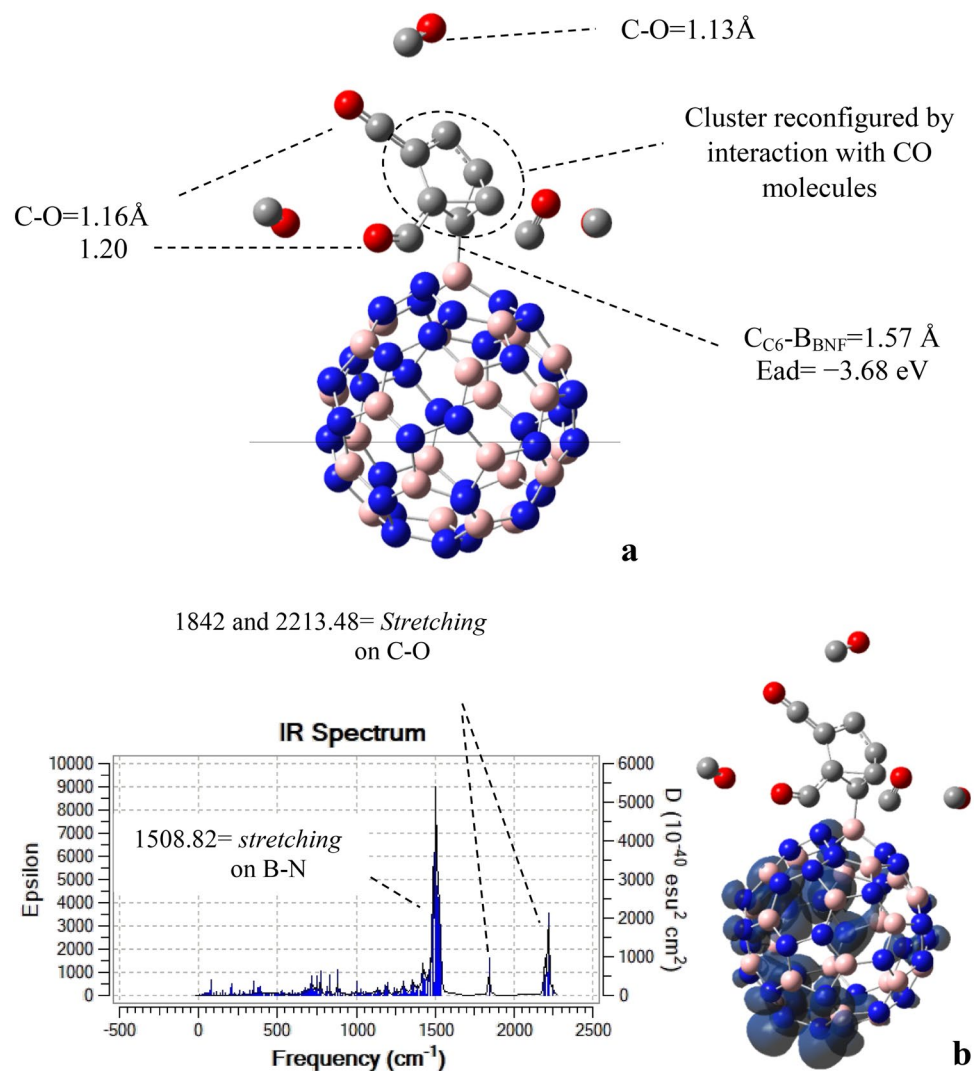 C-O=1.13Å
Cluster reconfigured by
interaction with CO
molecules
C-O=1.16Å
1.20
C_C6-B_BNF=1.57 Å
Ead= −3.68 eV
a
1842 and 2213.48= Stretching
on C-O
IR Spectrum
10000
9000
8000
7000
6000
5000
4000
3000
2000
1000
0
Epsilon
1508.82= stretching
on B-N
6000
5000
4000
3000
2000
1000
0
D (10⁻⁴⁰ esu² cm²)
-500
0
500
1000
1500
2000
2500
Frequency (cm⁻¹)
b